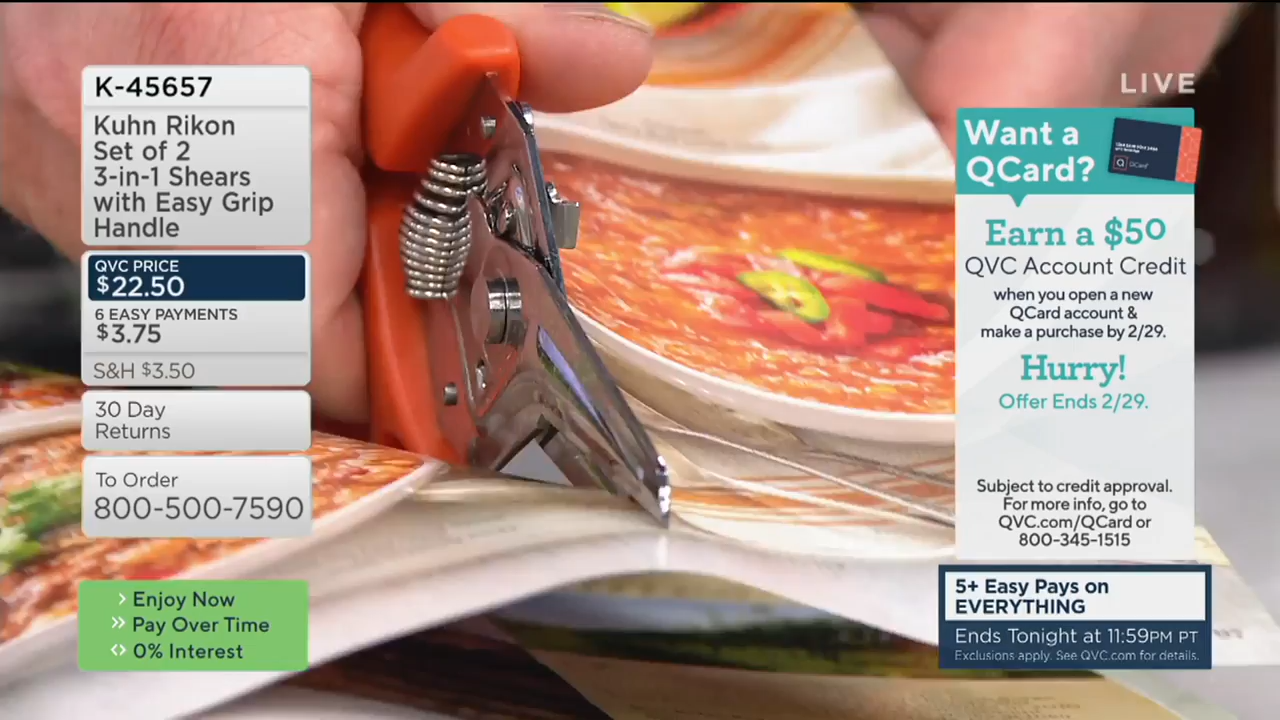 K-45657
Kuhn Rikon
Set of 2
3-in-1 Shears
with Easy Grip
Handle
QVC PRICE
$22.50
6 EASY PAYMENTS
$3.75
S&H $3.50
30 Day
Returns
To Order
800-500-7590
> Enjoy Now
» Pay Over Time
<> 0% Interest
LIVE
Want a
QCard?
QCard
Earn a $50
QVC Account Credit
when you open a new
QCard account &
make a purchase by 2/29.
Hurry!
Offer Ends 2/29.
Subject to credit approval.
For more info, go to
QVC.com/QCard or
800-345-1515
5+ Easy Pays on
EVERYTHING
Ends Tonight at 11:59PM PT
Exclusions apply. See QVC.com for details.